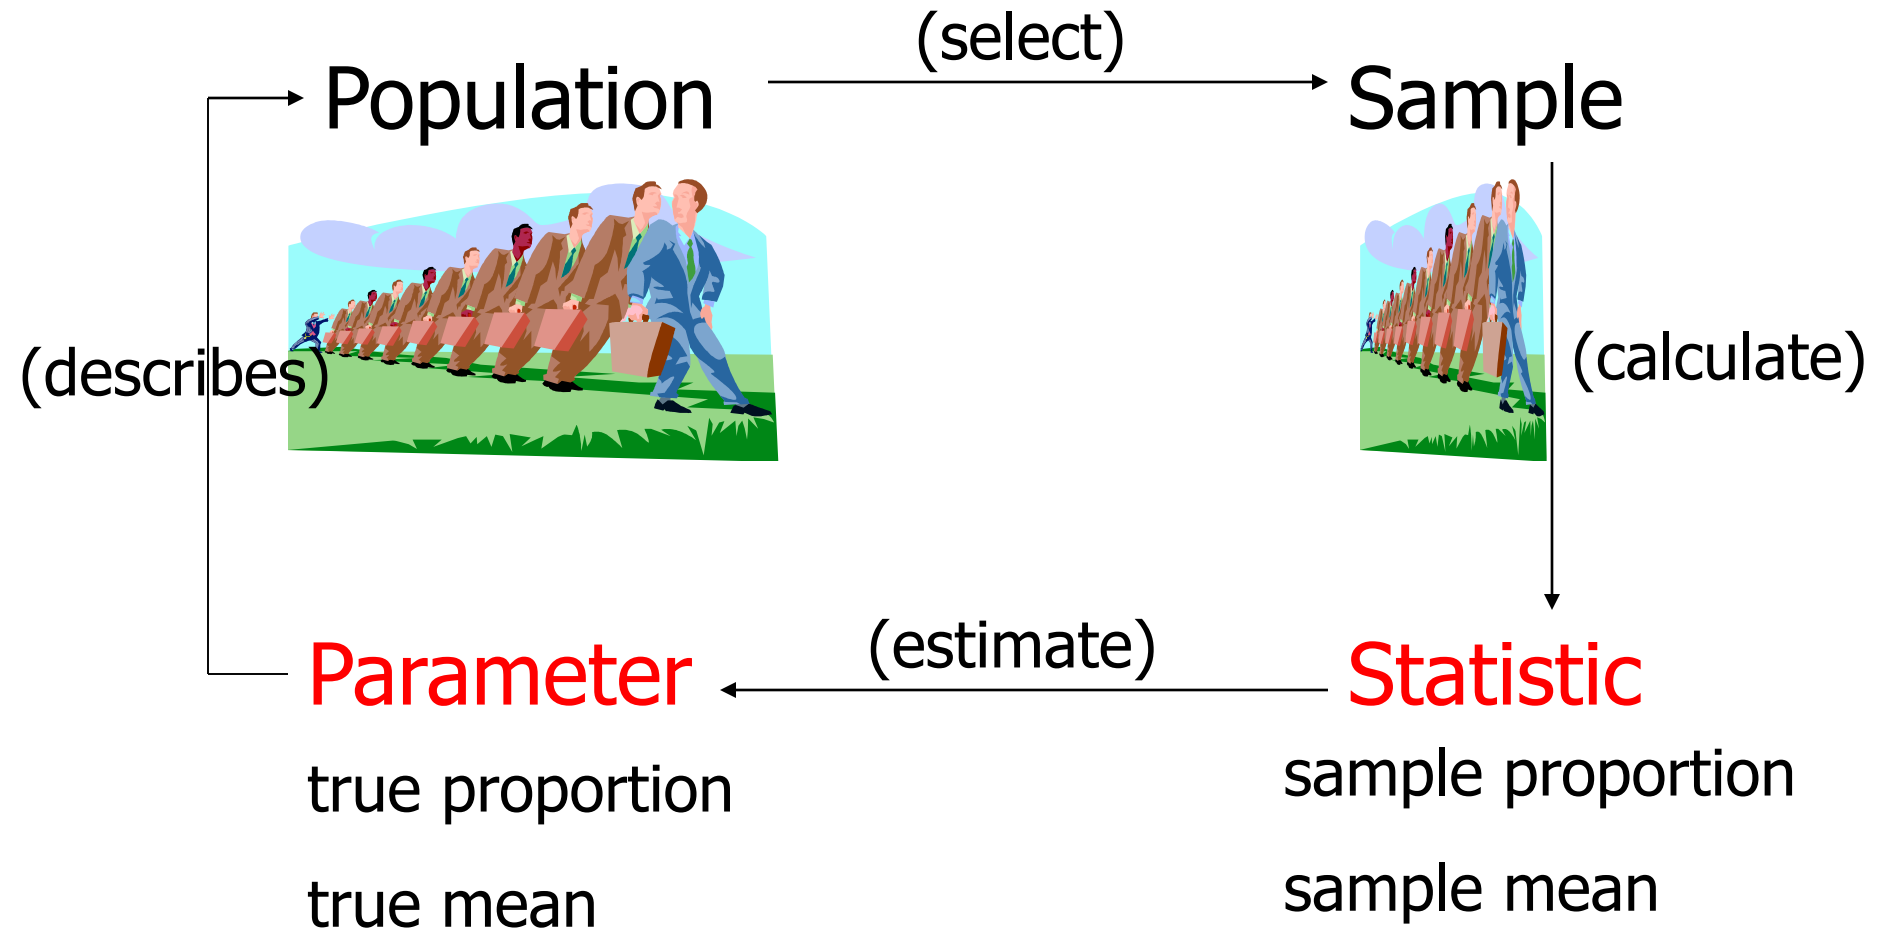 (select)
Population
Sample
(describes)
(calculate)
(estimate)
Parameter
Statistic
true proportion
sample proportion
true mean
sample mean